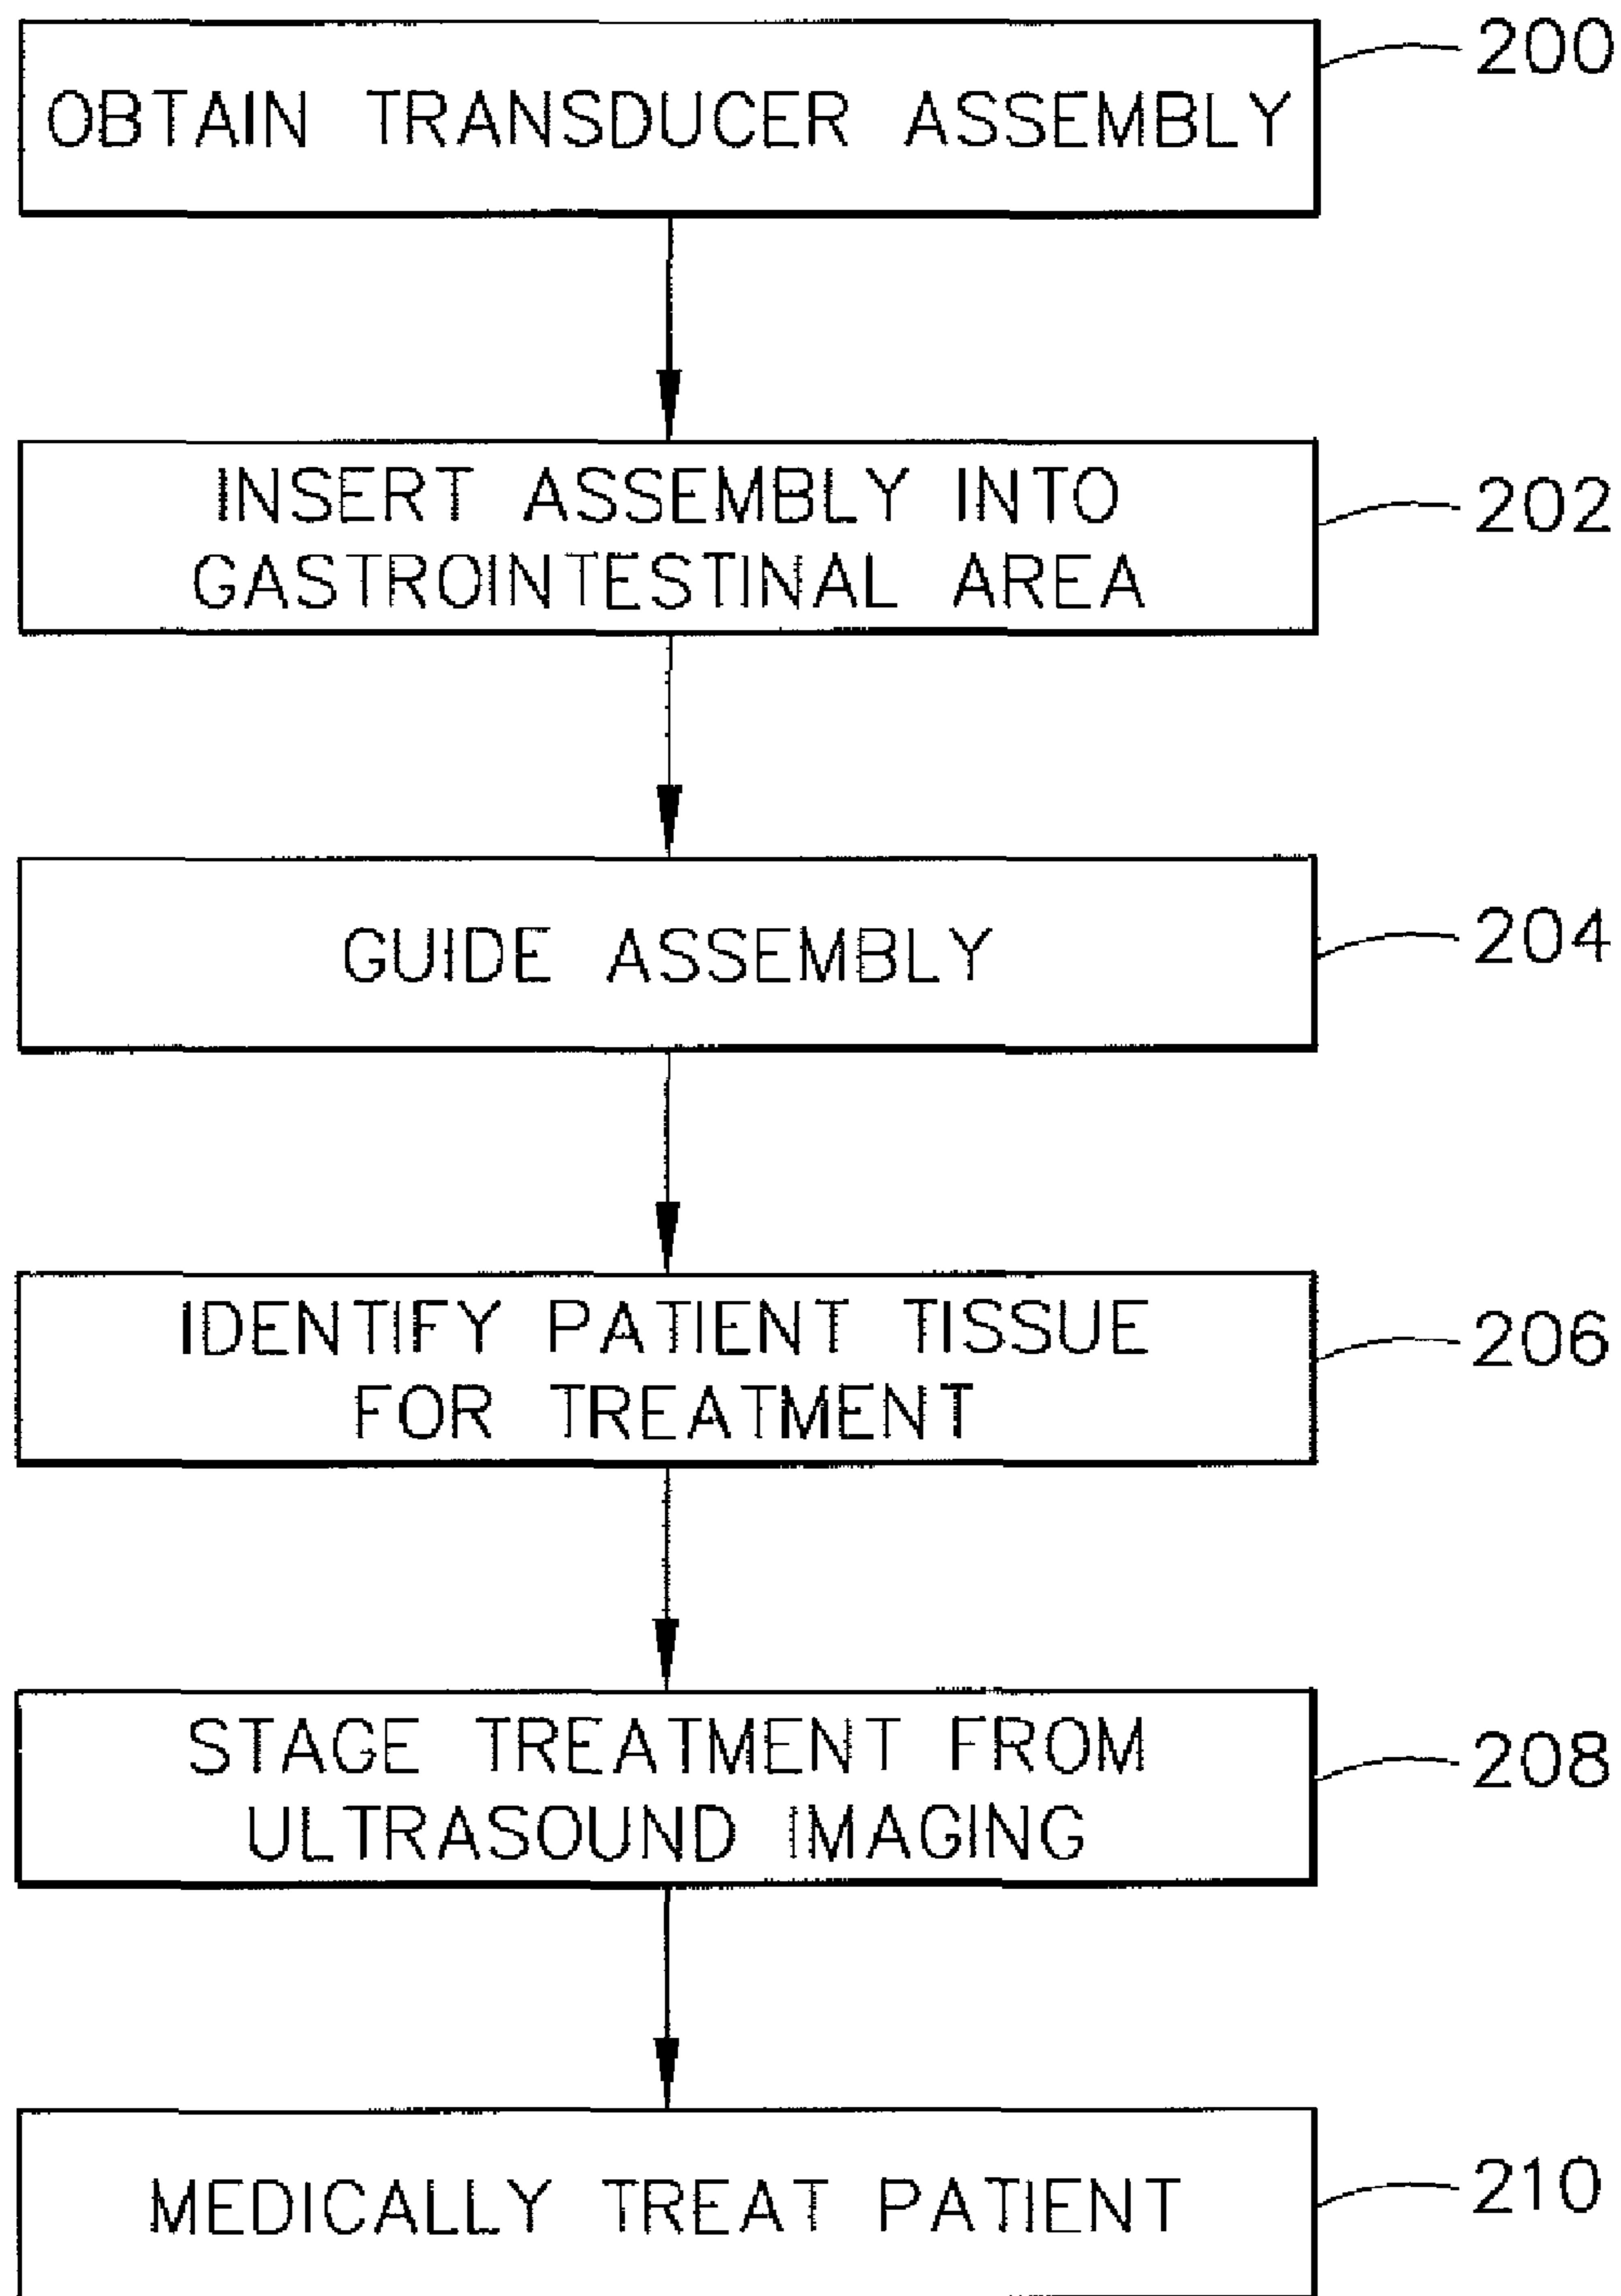 OBTAIN TRANSDUCER ASSEMBLY
200
INSERT ASSEMBLY INTO
GASTROINTESTINAL AREA
202
GUIDE ASSEMBLY
204
IDENTIFY PATIENT TISSUE
FOR TREATMENT
206
STAGE TREATMENT FROM
ULTRASOUND IMAGING
208
MEDICALLY TREAT PATIENT
210